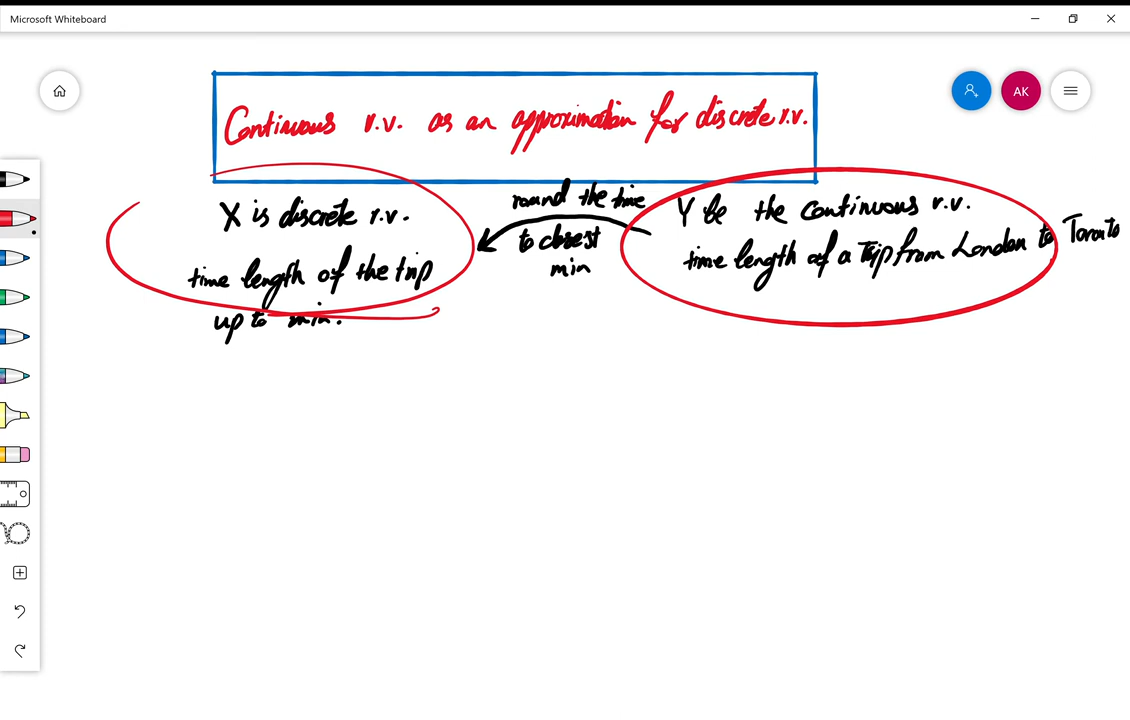 Microsoft Whiteboard
AK
Continuous r.v. as an approximation for discrete r.v.
X is discrete r.v.
time length of the trip
up to min.
round the time
to closest
min
Y be the continuous r.v.
time length of a Trip from London to Toronto